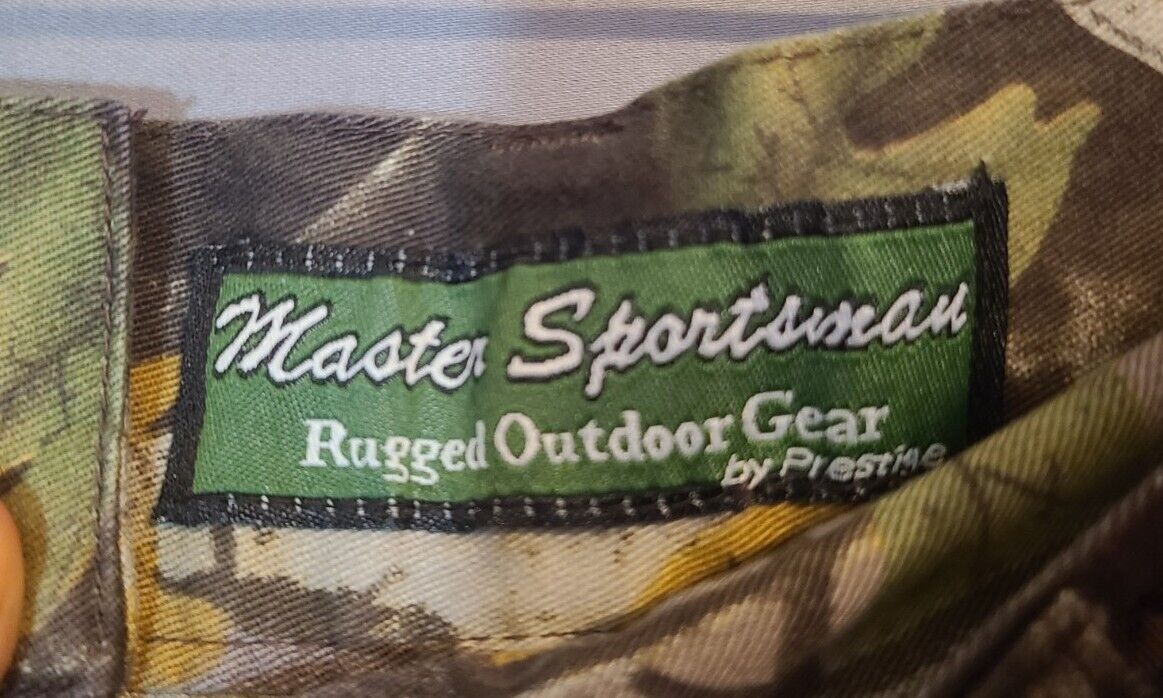 Master Sportsman
Rugged Outdoor Gear
by Prestige